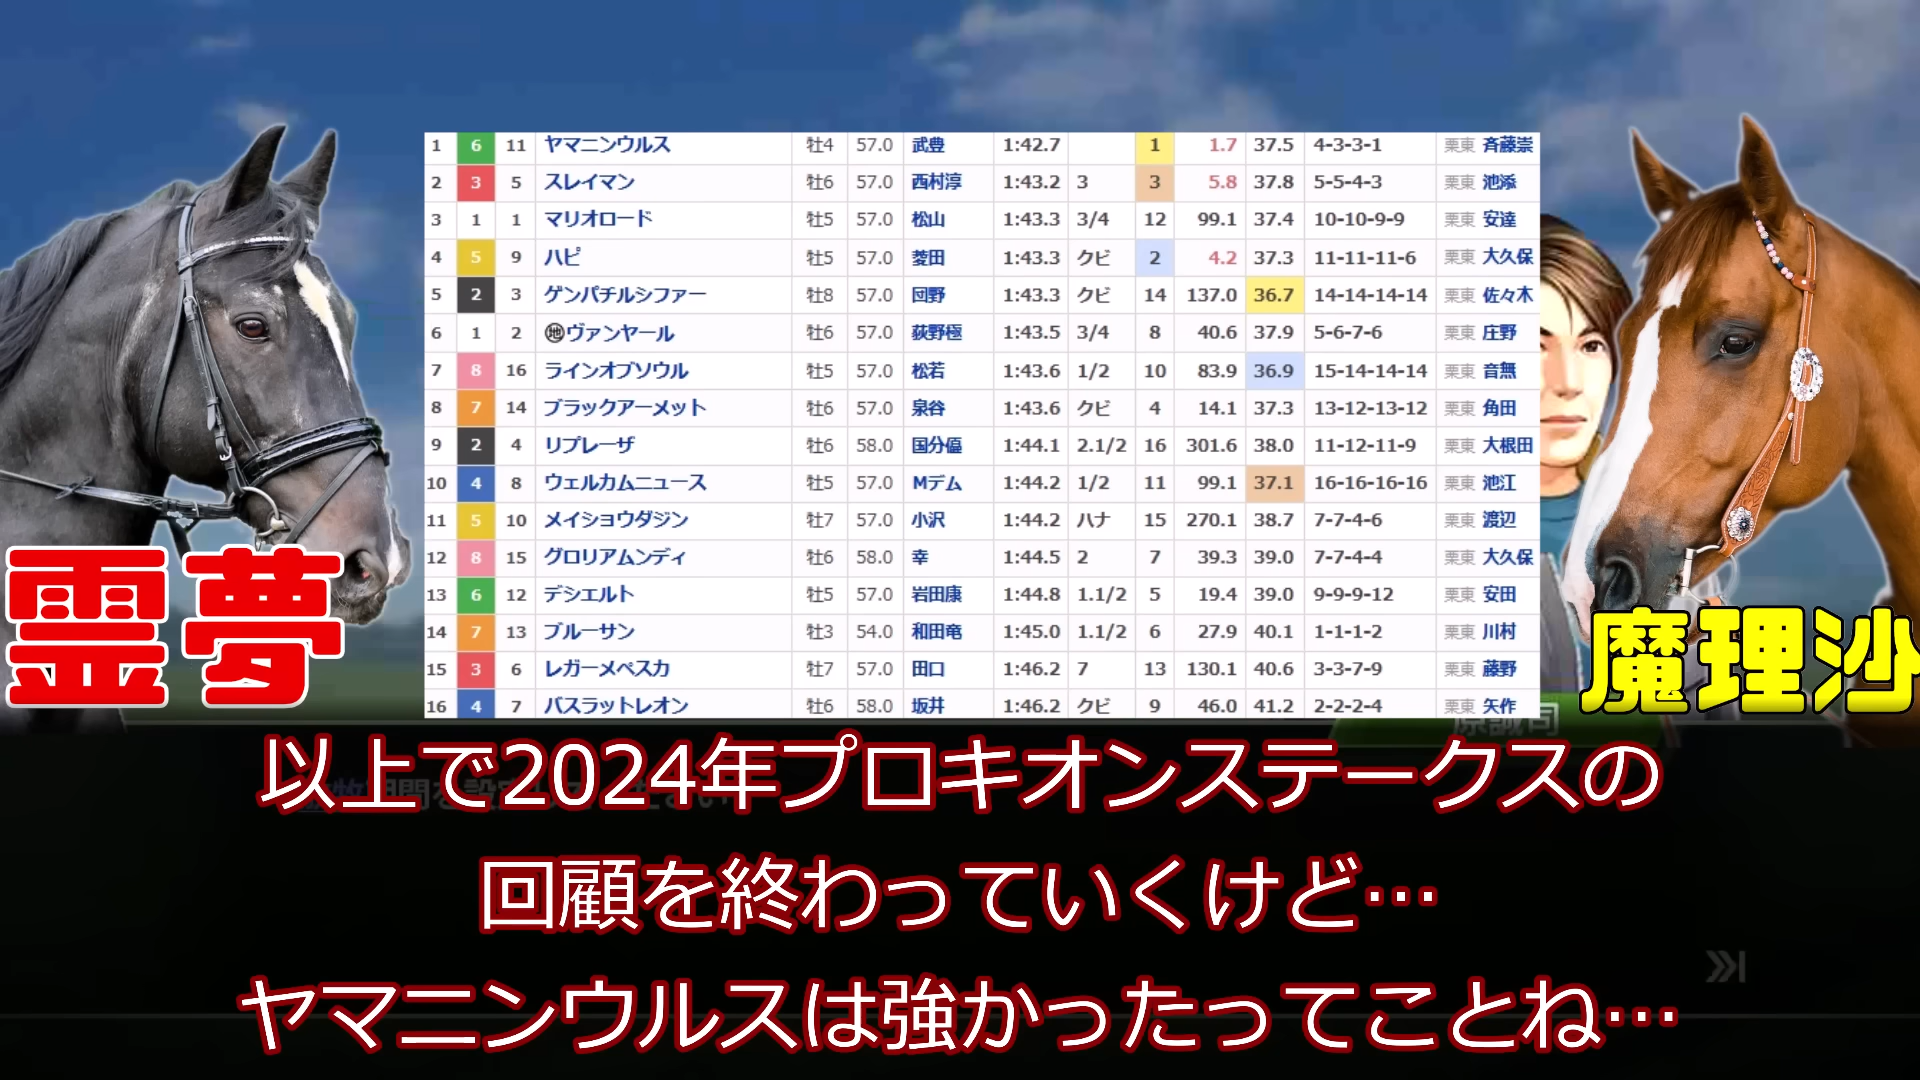 1 6 11 ヤマニンウルス 牡4 57.0 武豊 1:42.7 1 1.7 37.5 4-3-3-1 栗東 斉藤崇
2 3 5 スレイマン 牡6 57.0 西村淳 1:43.2 3 3 5.8 37.8 5-5-4-3 栗東 池添
3 1 1 マリオロード 牡5 57.0 松山 1:43.3 3/4 12 99.1 37.4 10-10-9-9 栗東 安達
4 5 9 ハピ 牡5 57.0 菱田 1:43.3 クビ 2 4.2 37.3 11-11-11-6 栗東 大久保
5 2 3 ゲンパチルシファー 牡8 57.0 団野 1:43.3 クビ 14 137.0 36.7 14-14-14-14 栗東 佐々木
6 1 2 ㊥ヴァンヤール 牡6 57.0 荻野極 1:43.5 3/4 8 40.6 37.9 5-6-7-6 栗東 庄野
7 8 16 ラインオブソウル 牡5 57.0 松若 1:43.6 1/2 10 83.9 36.9 15-14-14-14 栗東 音無
8 7 14 ブラックアーメット 牡6 57.0 泉谷 1:43.6 クビ 4 14.1 37.3 13-12-13-12 栗東 角田
9 2 4 リプレーザ 牡6 58.0 国分優 1:44.1 2.1/2 16 301.6 38.0 11-12-11-9 栗東 大根田
10 4 8 ウェルカムニュース 牡5 57.0 Mデム 1:44.2 1/2 11 99.1 37.1 16-16-16-16 栗東 池江
11 5 10 メイショウダジン 牡7 57.0 小沢 1:44.2 ハナ 15 270.1 38.7 7-7-4-6 栗東 渡辺
12 8 15 グロリアムンディ 牡6 58.0 幸 1:44.5 2 7 39.3 39.0 7-7-4-4 栗東 大久保
13 6 12 デシエルト 牡5 57.0 岩田康 1:44.8 1.1/2 5 19.4 39.0 9-9-9-12 栗東 安田
14 7 13 ブルーサン 牡3 54.0 和田竜 1:45.0 1.1/2 6 27.9 40.1 1-1-1-2 栗東 川村
15 3 6 レガーメペスカ 牡7 57.0 田口 1:46.2 7 13 130.1 40.6 3-3-7-9 栗東 藤野
16 4 7 バスラットレオン 牡6 58.0 坂井 1:46.2 クビ 9 46.0 41.2 2-2-2-4 栗東 矢作
霊夢
魔理沙
以上で2024年プロキオンステークスの
回顧を終わっていくけど…
ヤマニンウルスは強かったってことね…